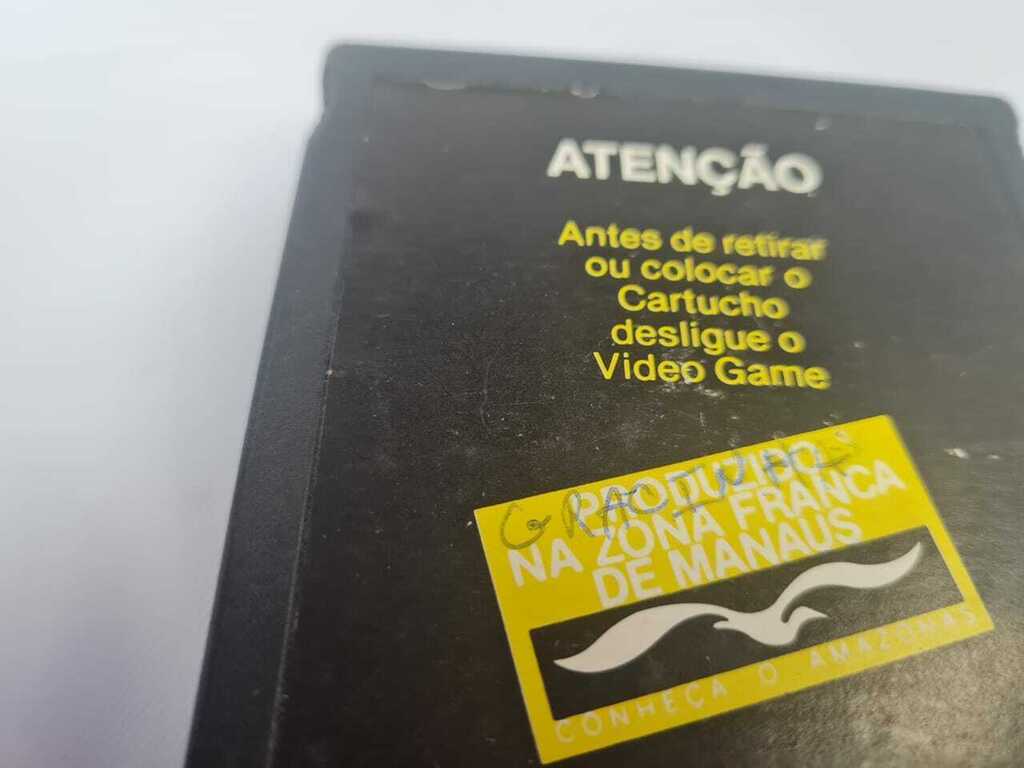 ATENÇÃO
Antes de retirar
ou colocar o
Cartucho
desligue o
Video Game
PRODUZIDO
NA ZONA FRANCA
DE MANAUS
CONHEÇA O AMAZONAS